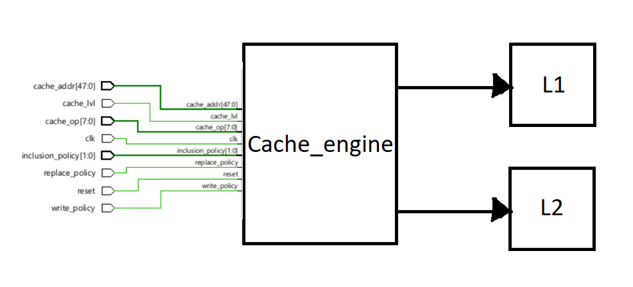 cache_addr[47:0]
cache_lvl
cache_op[7:0]
clk
inclusion_policy[1:0]
replace_policy
reset
write_policy
cache_addr[47:0]
cache_lvl
cache_op[7:0]
clk
inclusion_policy[1:0]
replace_policy
reset
write_policy
Cache_engine
L1
L2